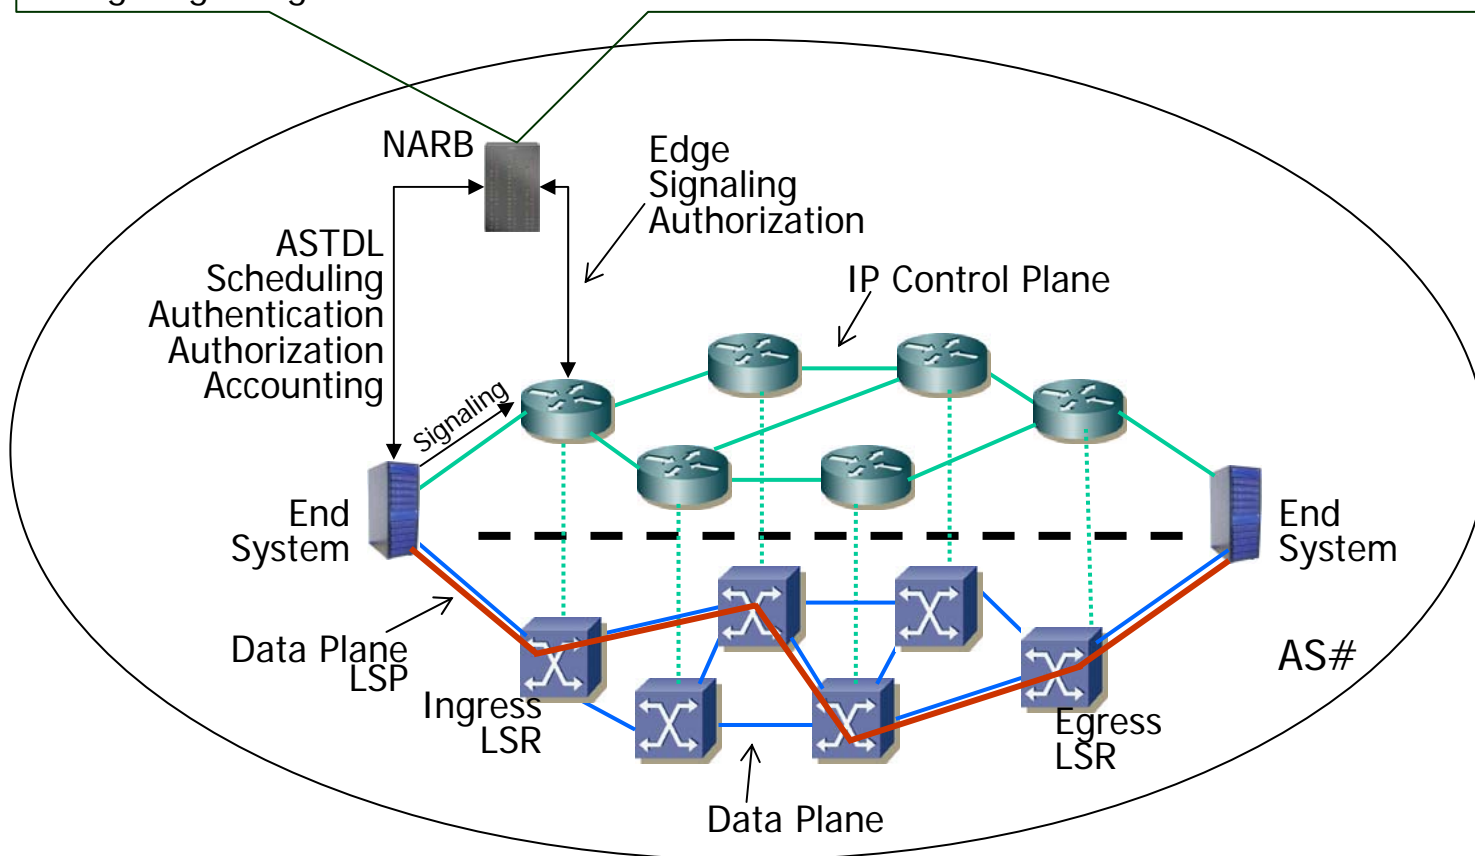 NARB
Edge
Signaling
Authorization
ASTDL
Scheduling
Authentication
Authorization
Accounting
IP Control Plane
Signaling
End
System
End
System
Data Plane
LSP
Ingress
LSR
Egress
LSR
AS#
Data Plane